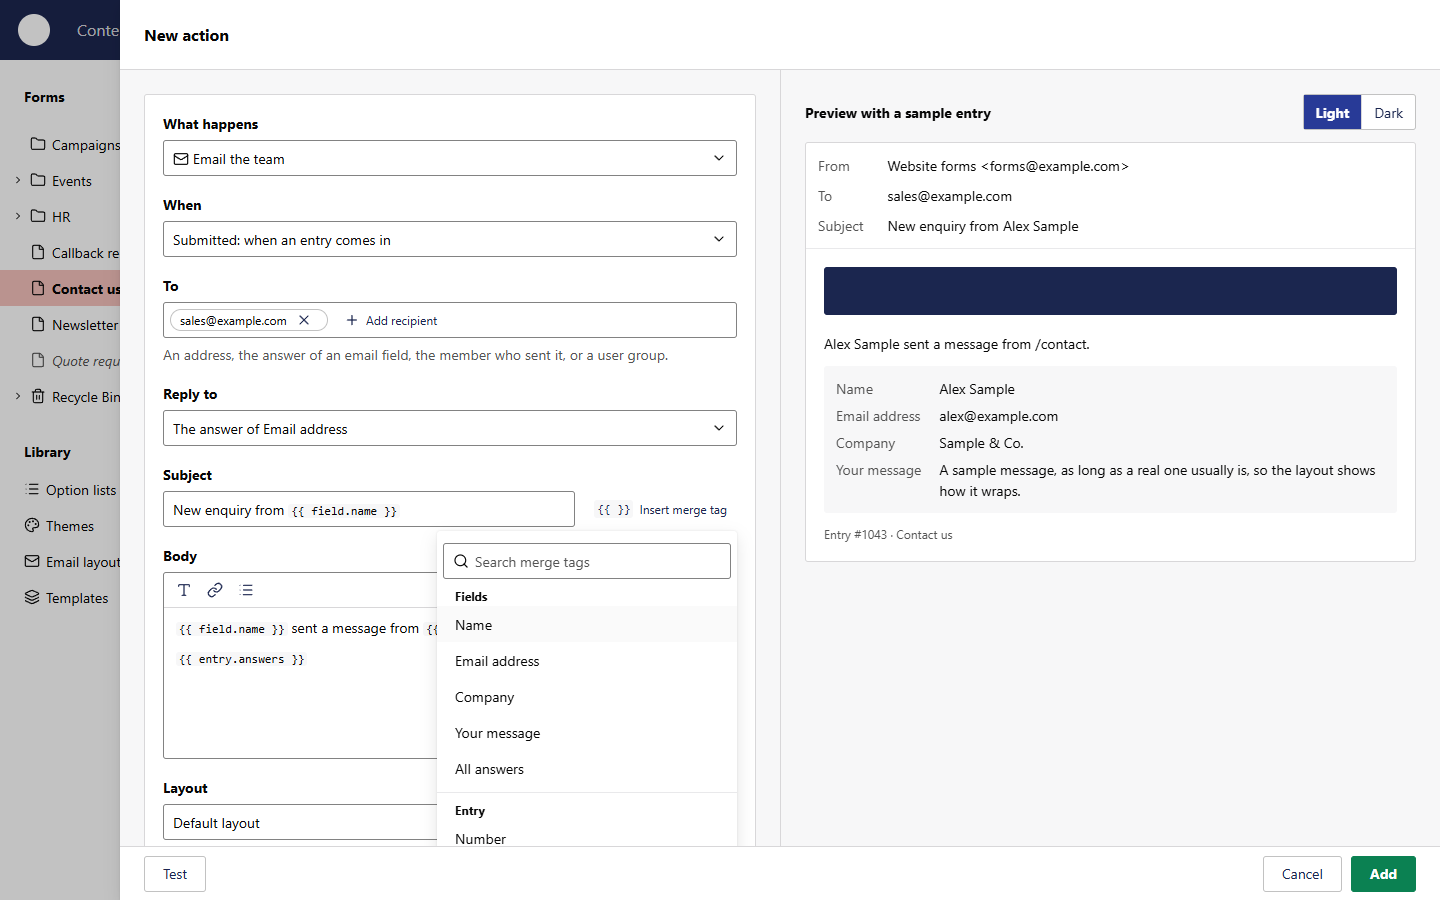 Conte
New action
Forms
Campaigns
Events
HR
Callback re
Contact us
Newsletter
Quote requ
Recycle Bin
Library
Option lists
Themes
Email layout
Templates
What happens
Email the team
When
Submitted: when an entry comes in
To
sales@example.com
Add recipient
An address, the answer of an email field, the member who sent it, or a user group.
Reply to
The answer of Email address
Subject
New enquiry from {{ field.name }}
{{ }} Insert merge tag
Body
{{ field.name }} sent a message from {{
{{ entry.answers }}
Search merge tags
Fields
Name
Email address
Company
Your message
All answers
Entry
Number
Layout
Default layout
Preview with a sample entry
Light
Dark
From Website forms <forms@example.com>
To sales@example.com
Subject New enquiry from Alex Sample
Alex Sample sent a message from /contact.
Name Alex Sample
Email address alex@example.com
Company Sample & Co.
Your message A sample message, as long as a real one usually is, so the layout shows
how it wraps.
Entry #1043 · Contact us
Test
Cancel
Add